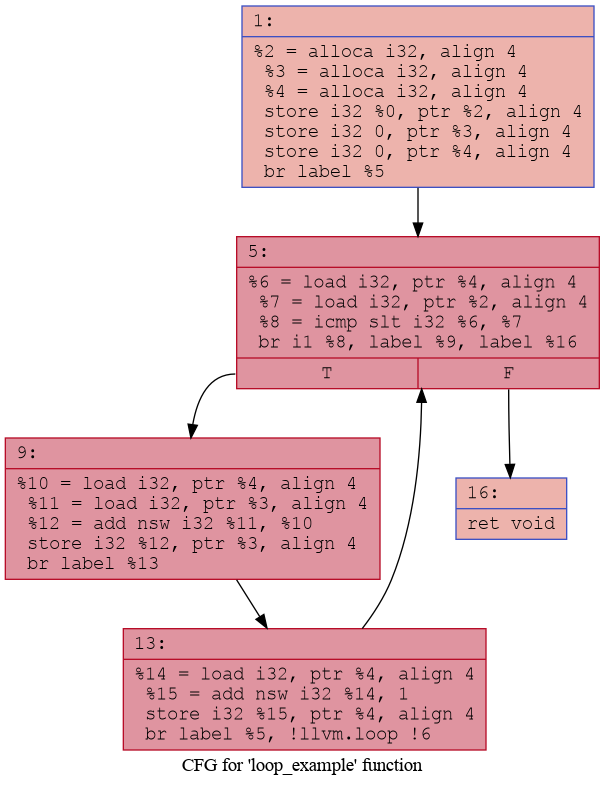 1:
%2 = alloca i32, align 4
%3 = alloca i32, align 4
%4 = alloca i32, align 4
store i32 %0, ptr %2, align 4
store i32 0, ptr %3, align 4
store i32 0, ptr %4, align 4
br label %5
5:
%6 = load i32, ptr %4, align 4
%7 = load i32, ptr %2, align 4
%8 = icmp slt i32 %6, %7
br i1 %8, label %9, label %16
T F
9:
%10 = load i32, ptr %4, align 4
%11 = load i32, ptr %3, align 4
%12 = add nsw i32 %11, %10
store i32 %12, ptr %3, align 4
br label %13
16:
ret void
13:
%14 = load i32, ptr %4, align 4
%15 = add nsw i32 %14, 1
store i32 %15, ptr %4, align 4
br label %5, !llvm.loop !6
CFG for 'loop_example' function